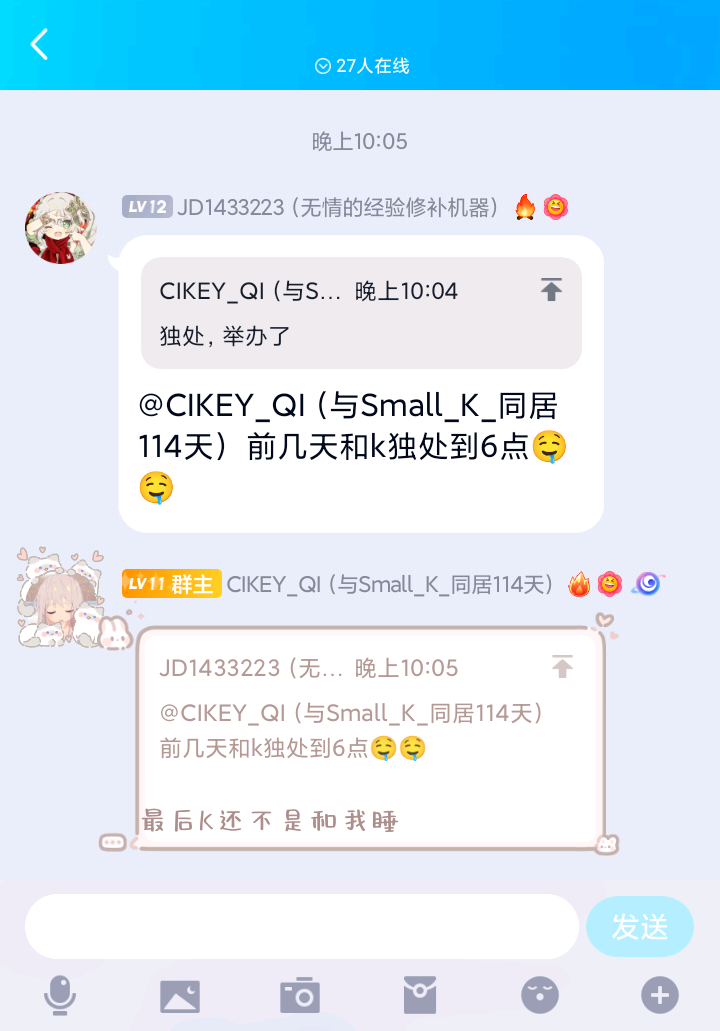 27人在线
晚上10:05
LV12 JD1433223（无情的经验修补机器）
CIKEY_QI（与S... 晚上10:04
独处，举办了
@CIKEY_QI（与Small_K_同居
114天）前几天和k独处到6点🤤
🤤
LV11 群主 CIKEY_QI（与Small_K_同居114天）
JD1433223（无... 晚上10:05
@CIKEY_QI（与Small_K_同居114天）
前几天和k独处到6点🤤🤤
最后K还不是和我睡
发送